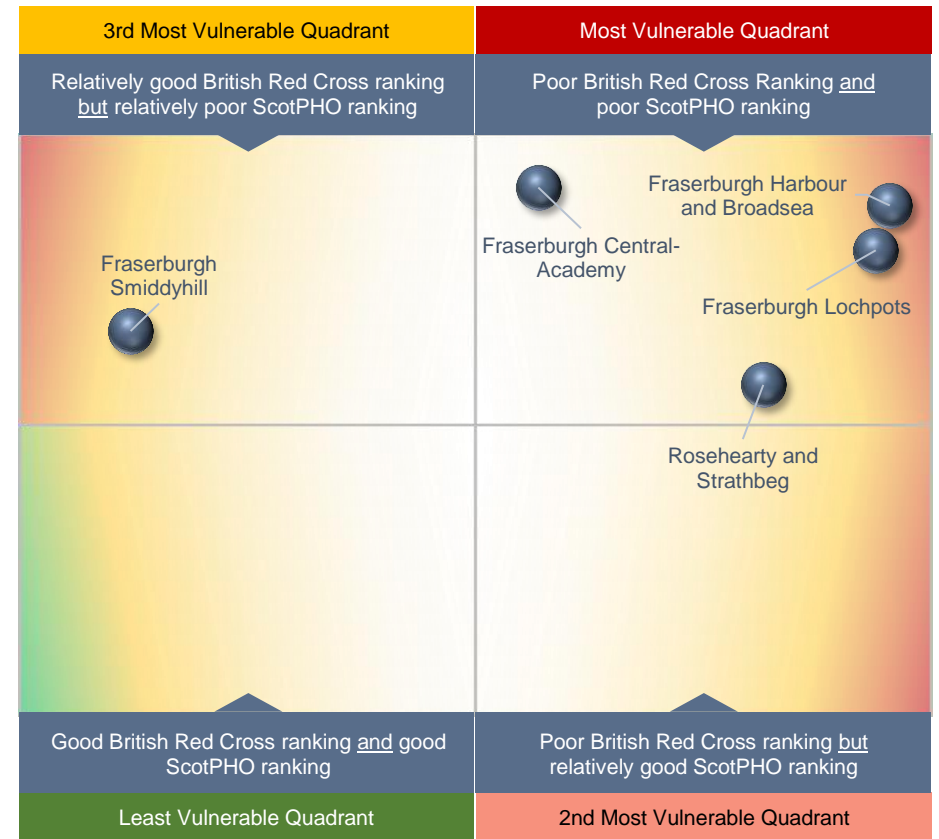 3rd Most Vulnerable Quadrant
Most Vulnerable Quadrant
Relatively good British Red Cross ranking
but relatively poor ScotPHO ranking
Poor British Red Cross Ranking and
poor ScotPHO ranking
Fraserburgh Harbour
and Broadsea
Fraserburgh Central-
Academy
Fraserburgh
Smiddyhill
Fraserburgh Lochpots
Rosehearty and
Strathbeg
Good British Red Cross ranking and good
ScotPHO ranking
Poor British Red Cross ranking but
relatively good ScotPHO ranking
Least Vulnerable Quadrant
2nd Most Vulnerable Quadrant